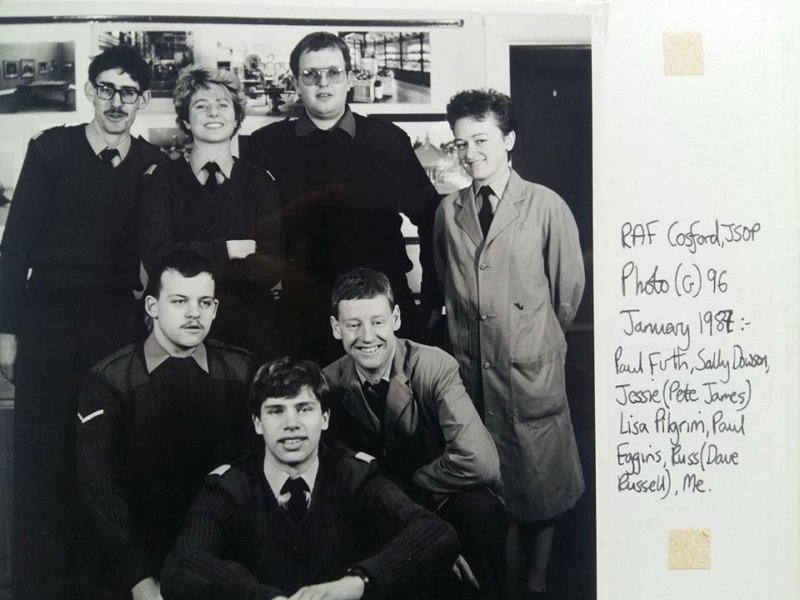 RAF Cosford, JSOP
Photo (G) 96
January 1987:-
Paul Firth, Sally Dowson,
Jessie (Pete James)
Lisa Pilgrim, Paul
Eggins, Russ (Dave
Russell), Me.